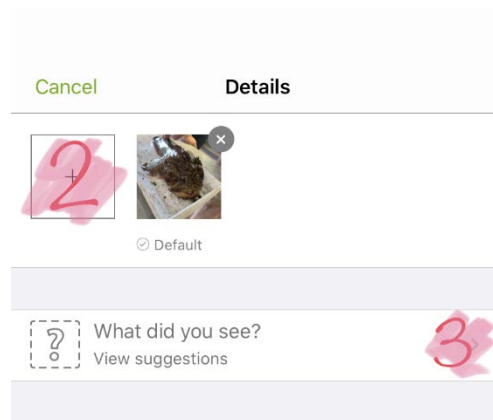 Cancel Details
2
Default
What did you see?
View suggestions
3